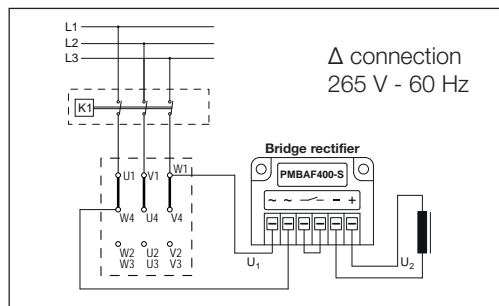 L1
L2
L3
Δ connection
265 V - 60 Hz
K1
Bridge rectifier
PMBAF400-S
~ ~ − +
U1 V1 W1
W4 U4 V4
W2 U2 V2
W3 U3 V3
U1
U2